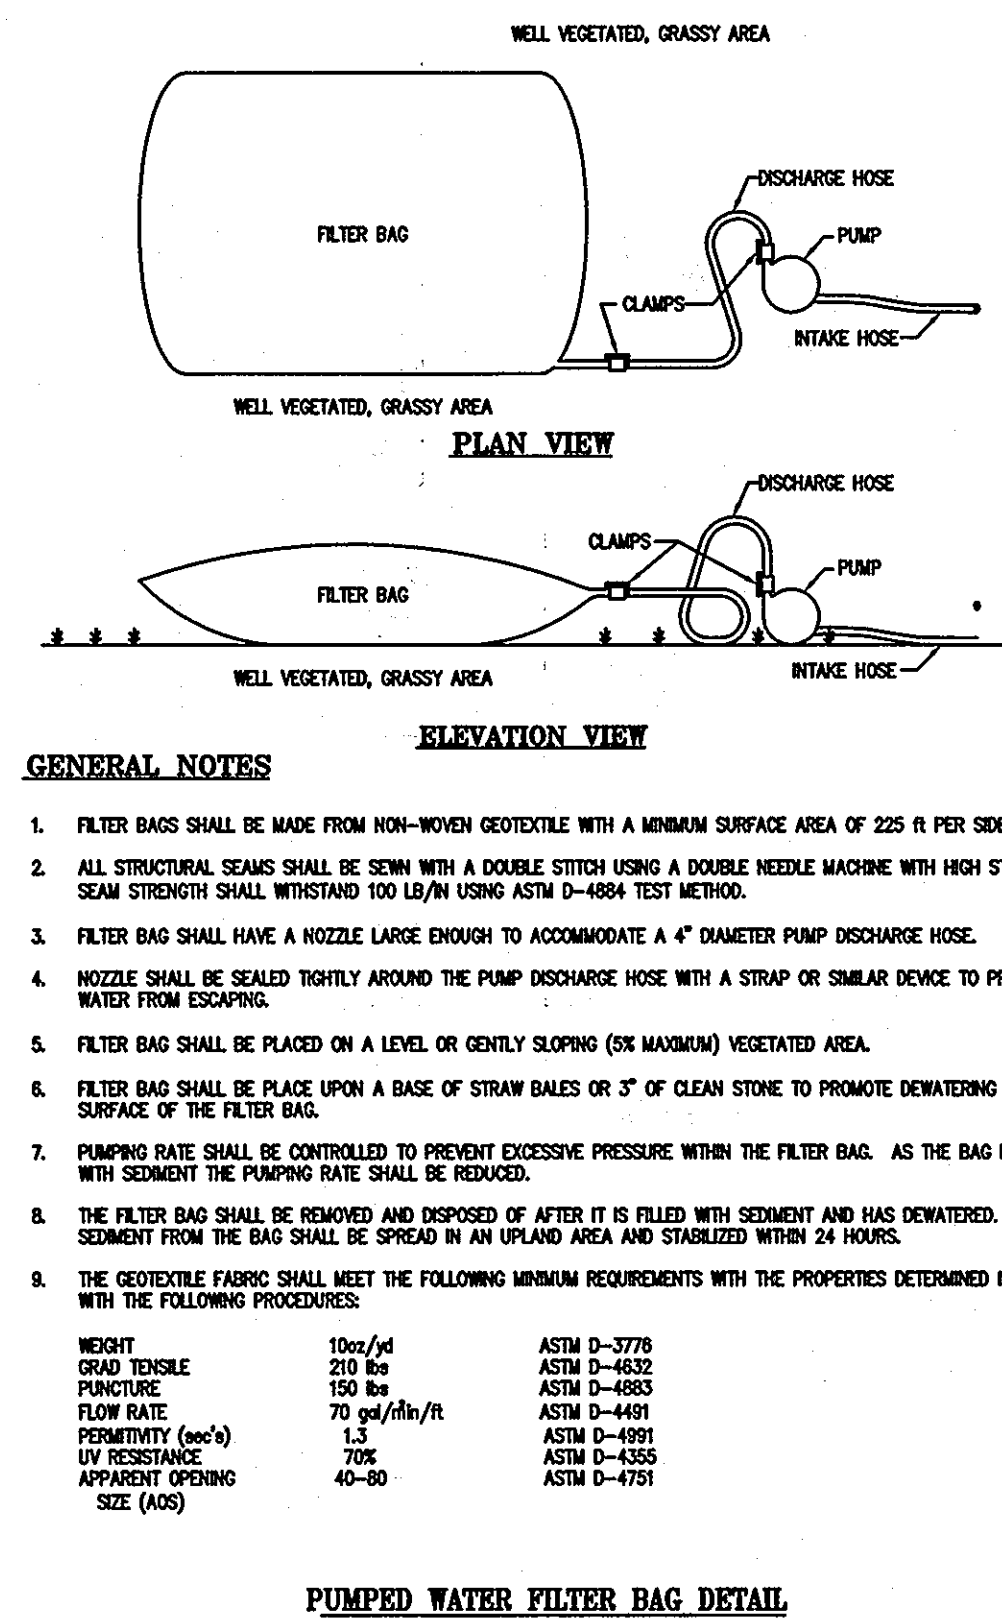 WELL VEGETATED, GRASSY AREA
DISCHARGE HOSE
FILTER BAG
PUMP
CLAMPS
INTAKE HOSE
WELL VEGETATED, GRASSY AREA
PLAN VIEW
DISCHARGE HOSE
CLAMPS
PUMP
FILTER BAG
WELL VEGETATED, GRASSY AREA
INTAKE HOSE
ELEVATION VIEW
GENERAL NOTES
1. FILTER BAGS SHALL BE MADE FROM NON-WOVEN GEOTEXTILE WITH A MINIMUM SURFACE AREA OF 225 ft PER SIDE
2. ALL STRUCTURAL SEAMS SHALL BE SEWN WITH A DOUBLE STITCH USING A DOUBLE NEEDLE MACHINE WITH HIGH
SEAM STRENGTH SHALL WITHSTAND 100 LB/IN USING ASTM D-4884 TEST METHOD.
3. FILTER BAG SHALL HAVE A NOZZLE LARGE ENOUGH TO ACCOMMODATE A 4" DIAMETER PUMP DISCHARGE HOSE.
4. NOZZLE SHALL BE SEALED TIGHTLY AROUND THE PUMP DISCHARGE HOSE WITH A STRAP OR SIMILAR DEVICE TO
WATER FROM ESCAPING.
5. FILTER BAG SHALL BE PLACED ON A LEVEL OR GENTLY SLOPING (5% MAXIMUM) VEGETATED AREA.
6. FILTER BAG SHALL BE PLACE UPON A BASE OF STRAW BALES OR 3" OF CLEAN STONE TO PROMOTE DEWATERING
SURFACE OF THE FILTER BAG.
7. PUMPING RATE SHALL BE CONTROLLED TO PREVENT EXCESSIVE PRESSURE WITHIN THE FILTER BAG. AS THE BAG
WITH SEDIMENT THE PUMPING RATE SHALL BE REDUCED.
8. THE FILTER BAG SHALL BE REMOVED AND DISPOSED OF AFTER IT IS FILLED WITH SEDIMENT AND HAS DEWATERED.
SEDIMENT FROM THE BAG SHALL BE SPREAD IN AN UPLAND AREA AND STABILIZED WITHIN 24 HOURS.
9. THE GEOTEXTILE FABRIC SHALL MEET THE FOLLOWING MINIMUM REQUIREMENTS WITH THE PROPERTIES DETERMINED
WITH THE FOLLOWING PROCEDURES:
WEIGHT 10oz/yd ASTM D-3776
GRAD TENSILE 210 lbs ASTM D-4632
PUNCTURE 150 lbs ASTM D-4883
FLOW RATE 70 gal/min/ft² ASTM D-4491
PERMITIVITY (sec's) 1.3 ASTM D-4991
UV RESISTANCE 70% ASTM D-4355
APPARENT OPENING 40-80 ASTM D-4751
SIZE (AOS)
PUMPED WATER FILTER BAG DETAIL